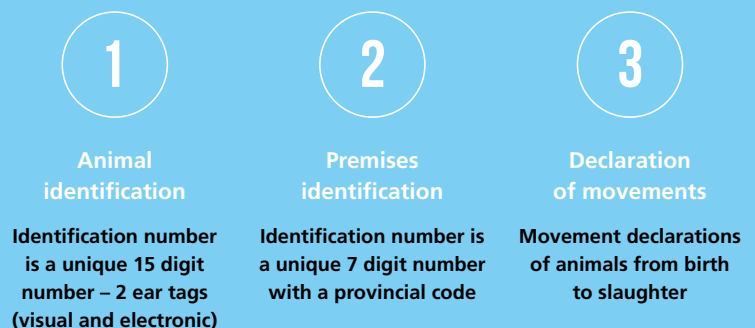 1
Animal
identification
Identification number
is a unique 15 digit
number – 2 ear tags
(visual and electronic)
2
Premises
identification
Identification number is
a unique 7 digit number
with a provincial code
3
Declaration
of movements
Movement declarations
of animals from birth
to slaughter